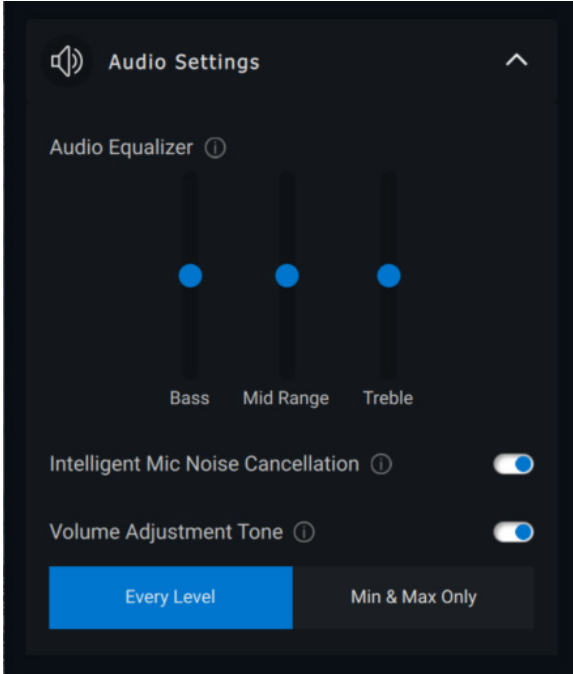 Audio Settings
Audio Equalizer
Bass Mid Range Treble
Intelligent Mic Noise Cancellation
Volume Adjustment Tone
Every Level Min & Max Only